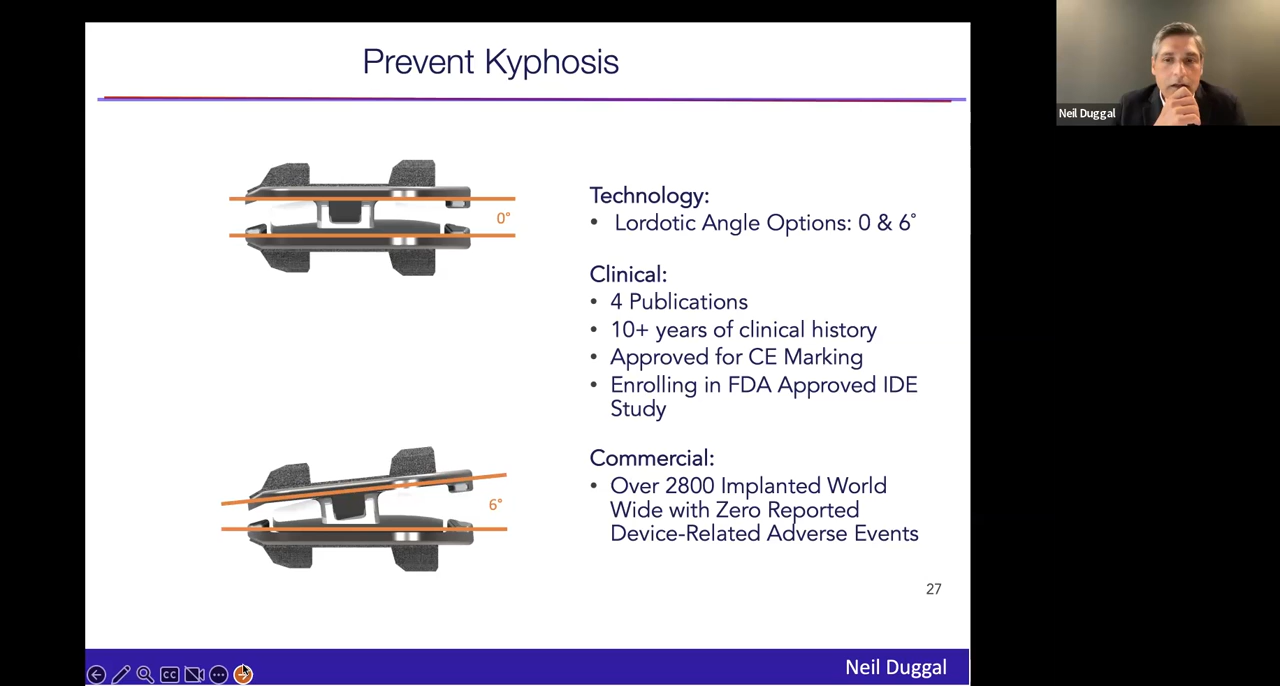 Prevent Kyphosis
Neil Duggal
0°
Technology:
• Lordotic Angle Options: 0 & 6°
Clinical:
• 4 Publications
• 10+ years of clinical history
• Approved for CE Marking
• Enrolling in FDA Approved IDE
Study
Commercial:
• Over 2800 Implanted World
Wide with Zero Reported
Device-Related Adverse Events
6°
27
CC
Neil Duggal